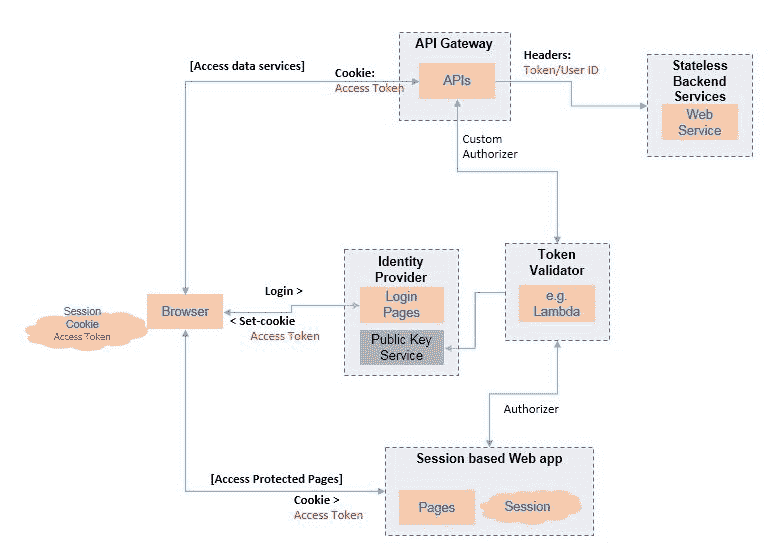 API Gateway
APIs
Headers:
Token/User ID
Stateless
Backend
Services
Web
Service
[Access data services]
Cookie:
Access Token
Custom
Authorizer
Identity
Provider
Login
Pages
Public Key
Service
Token
Validator
e.g.
Lambda
Login >
< Set-cookie
Access Token
Browser
Session
Cookie
Access Token
Authorizer
Session based Web app
Pages
Session
[Access Protected Pages]
Cookie >
Access Token